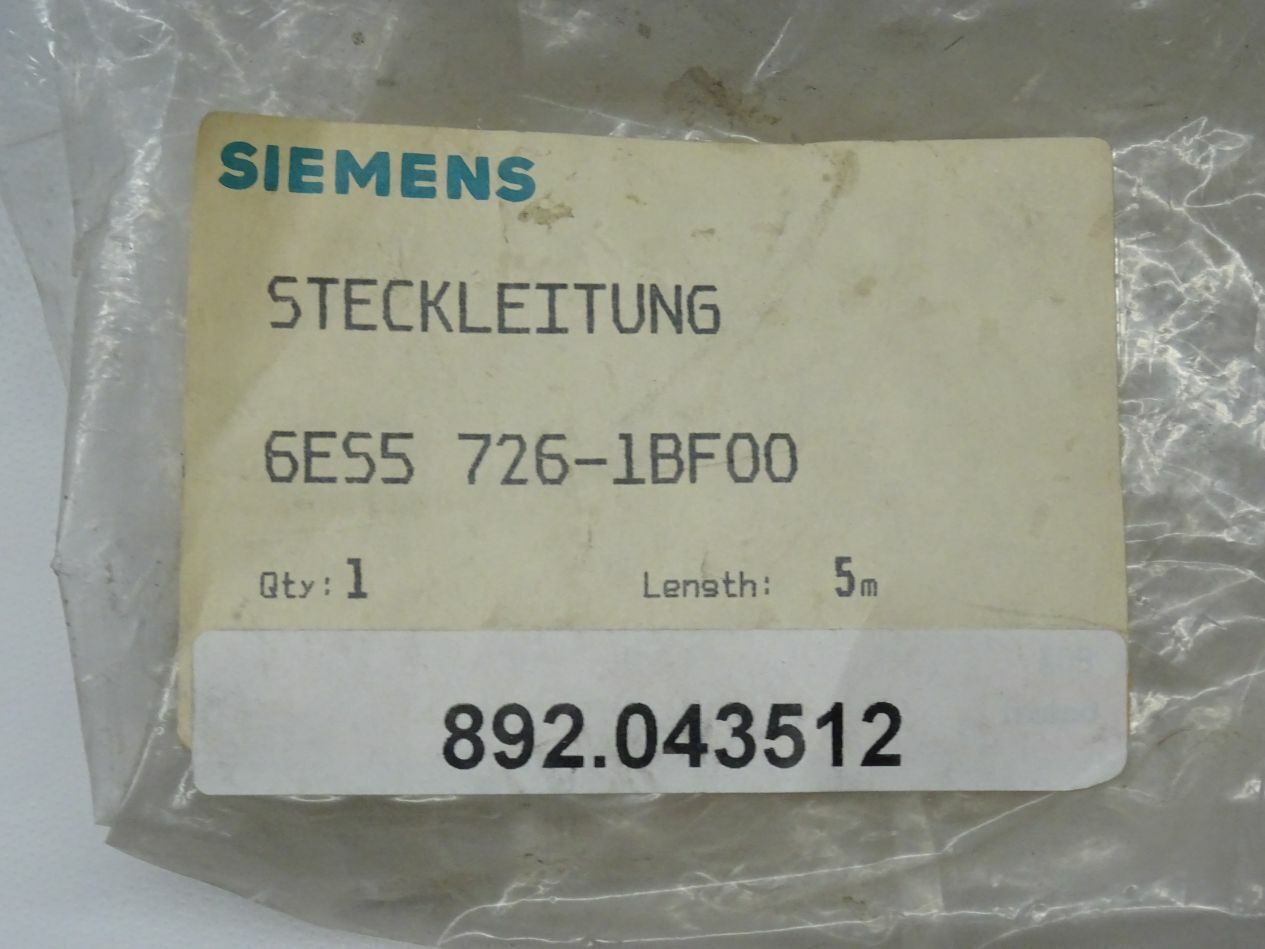 SIEMENS
STECKLEITUNG
6ES5 726-1BF00
Qty: 1 Length: 5m
892.043512